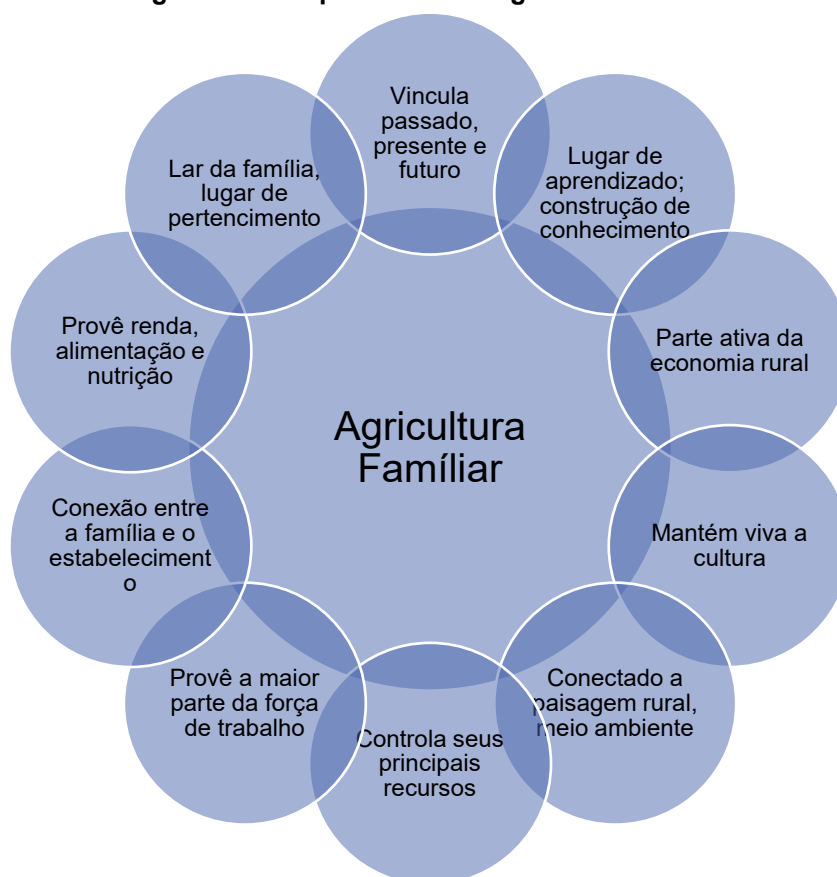 Vincula
passado,
presente e
futuro
Lugar de
aprendizado;
construção de
conhecimento
Parte ativa da
economia rural
Mantém viva a
cultura
Conectado a
paisagem rural,
meio ambiente
Controla seus
principais
recursos
Provê a maior
parte da força
de trabalho
Conexão entre
a família e o
estabeleciment
o
Provê renda,
alimentação e
nutrição
Lar da família,
lugar de
pertencimento
Agricultura
Famíliar